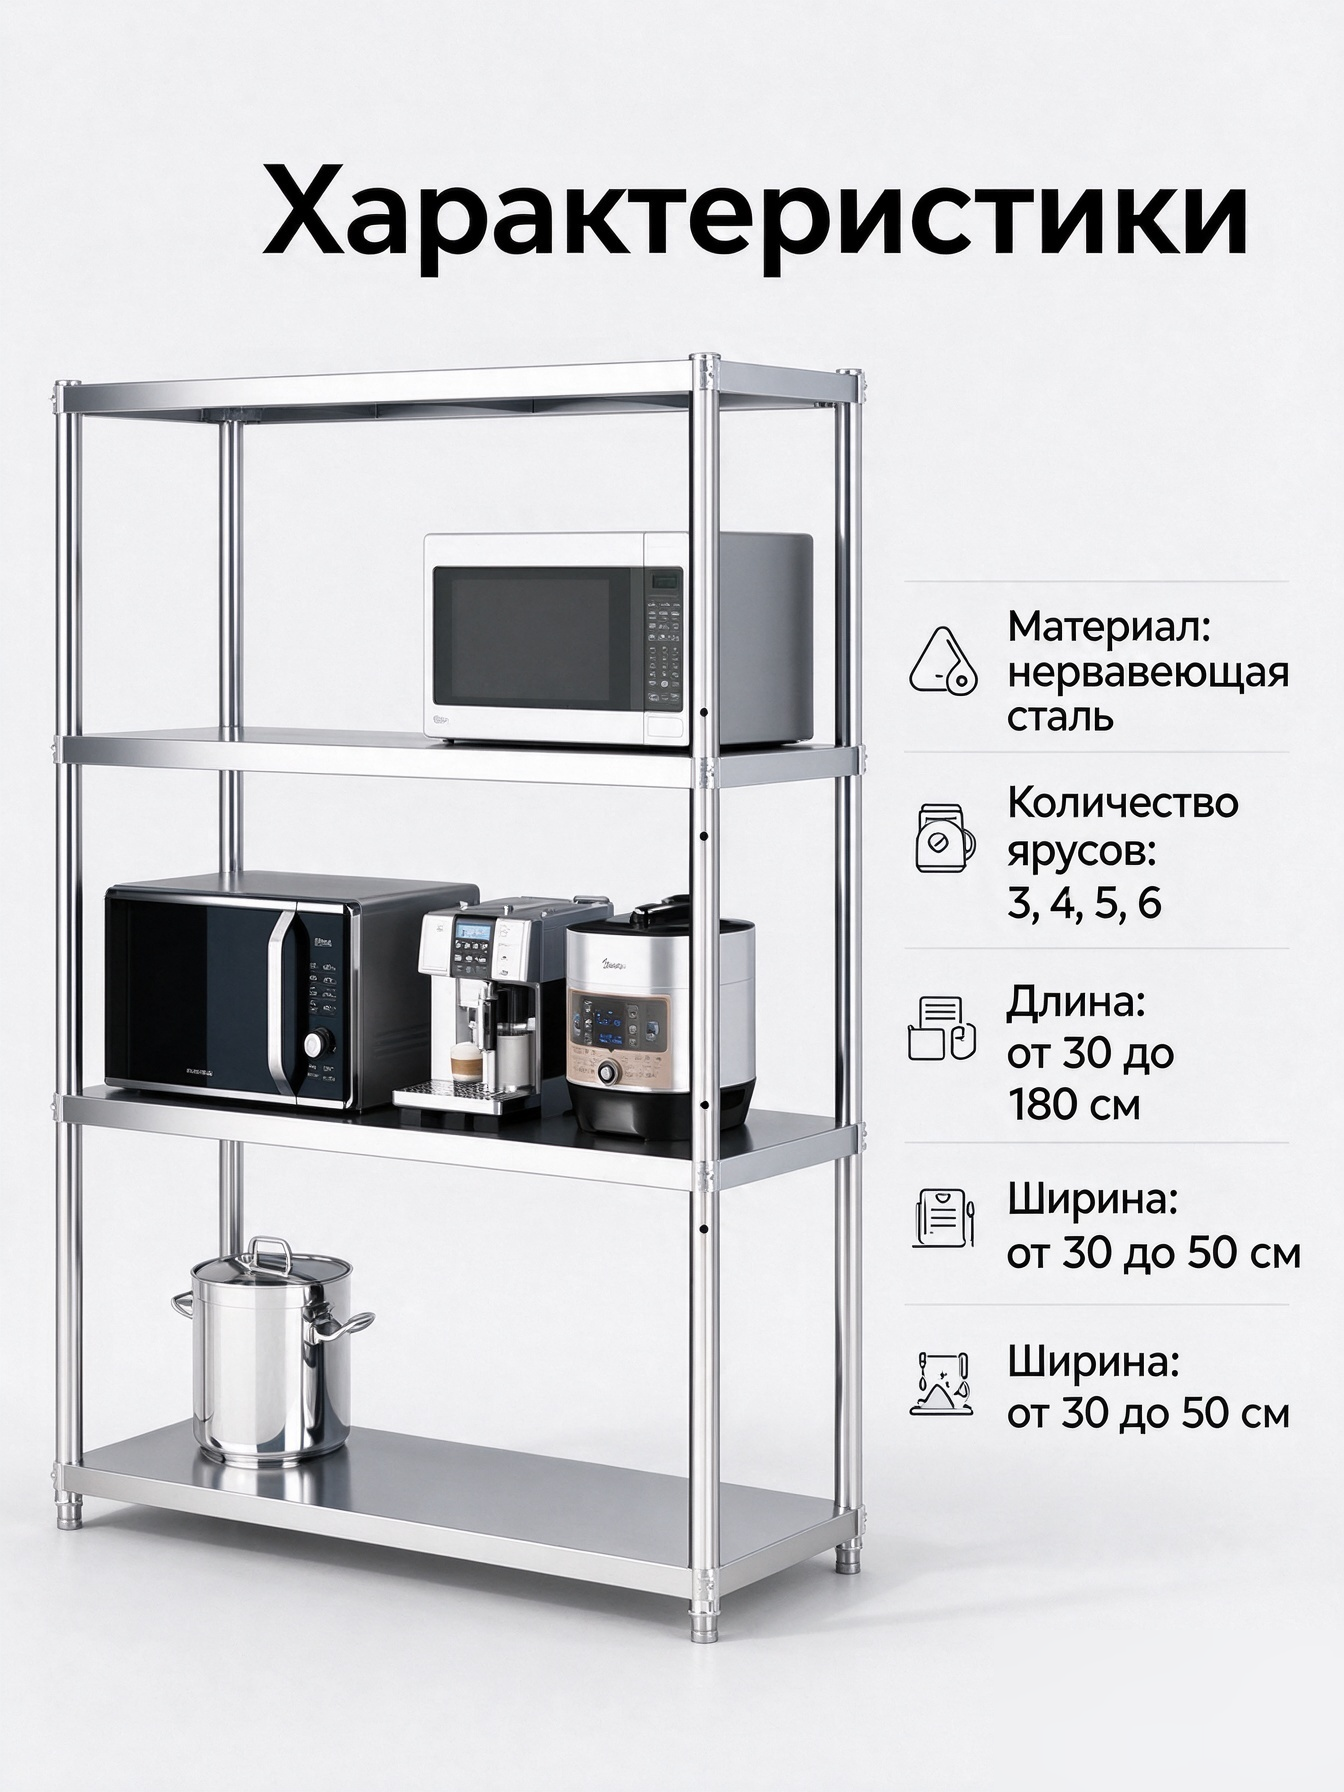 Характеристики
Материал:
нервавеющая
сталь
Количество
ярусов:
3, 4, 5, 6
Длина:
от 30 до
180 см
Ширина:
от 30 до 50 см
Ширина:
от 30 до 50 см